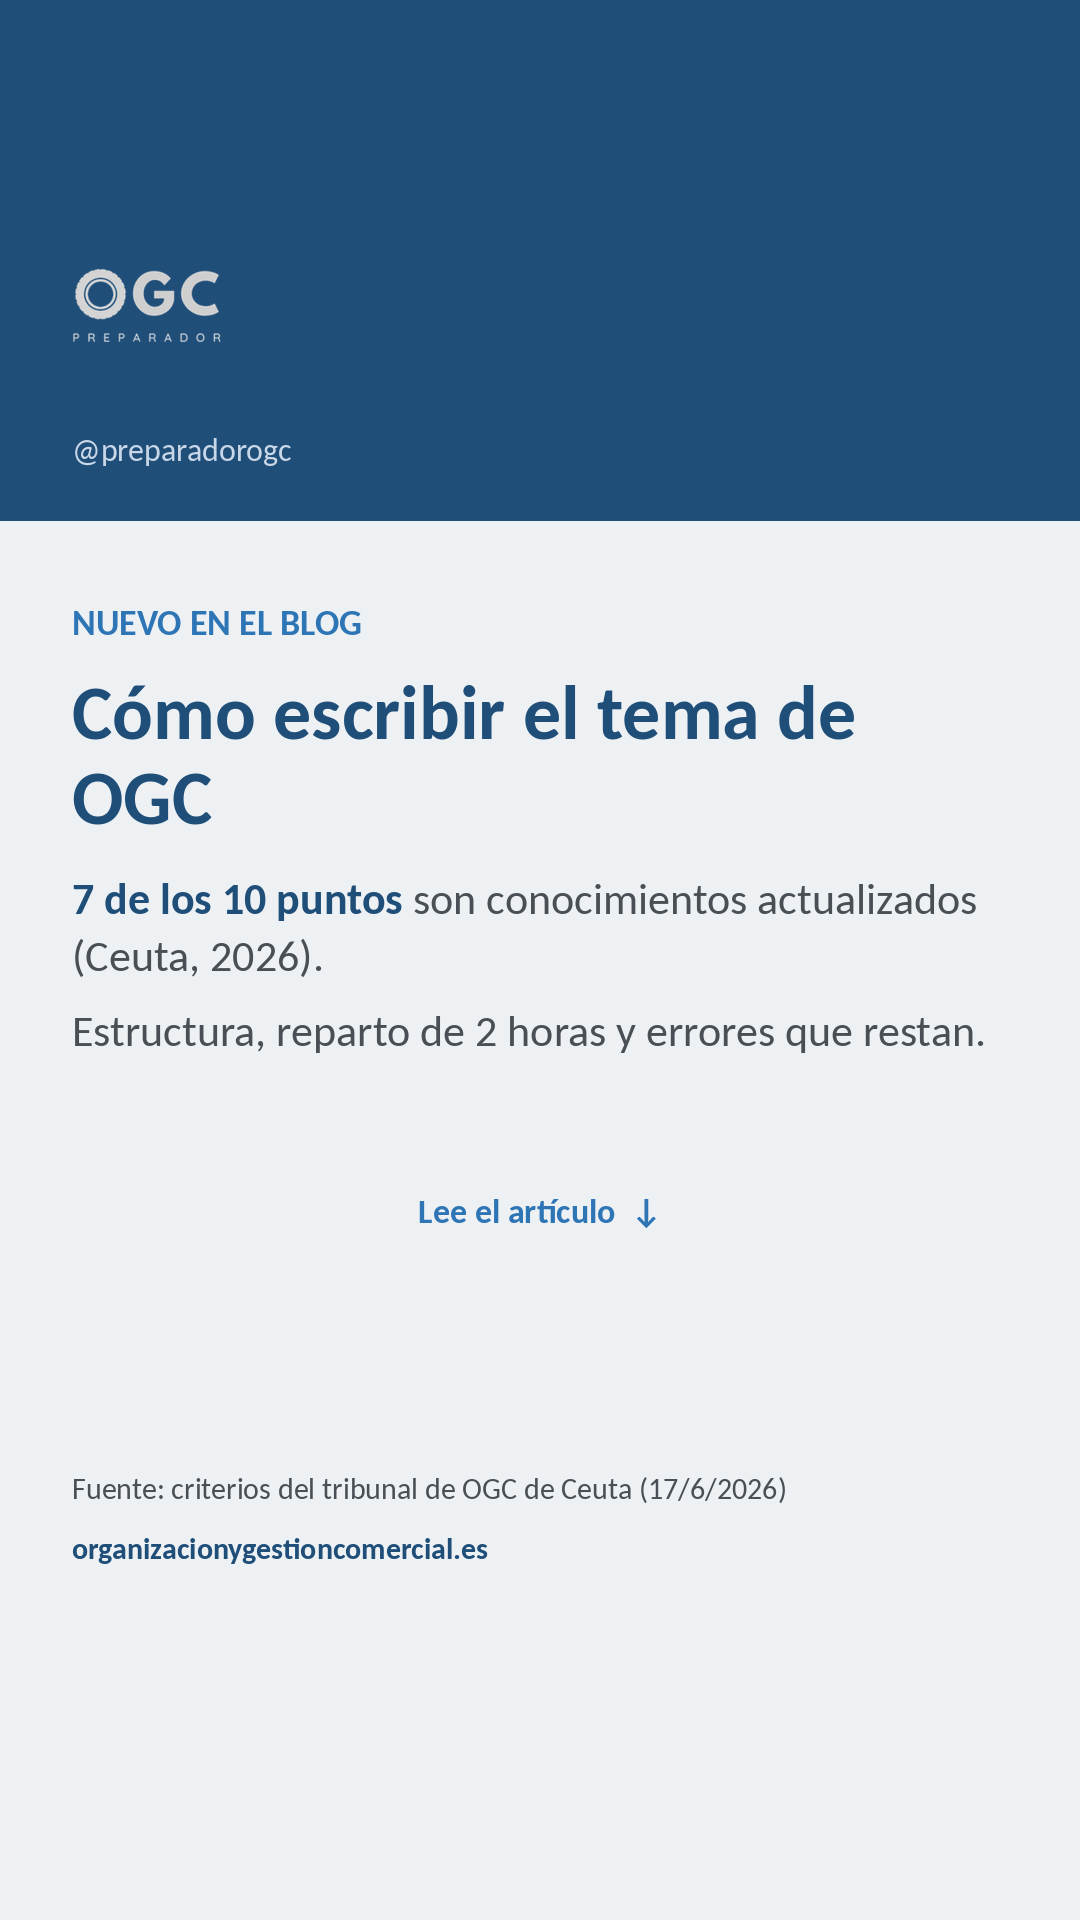 OGC
PREPARADOR
@preparadorogc
NUEVO EN EL BLOG
Cómo escribir el tema de
OGC
7 de los 10 puntos son conocimientos actualizados
(Ceuta, 2026).
Estructura, reparto de 2 horas y errores que restan.
Lee el artículo ↓
Fuente: criterios del tribunal de OGC de Ceuta (17/6/2026)
organizacionygestioncomercial.es